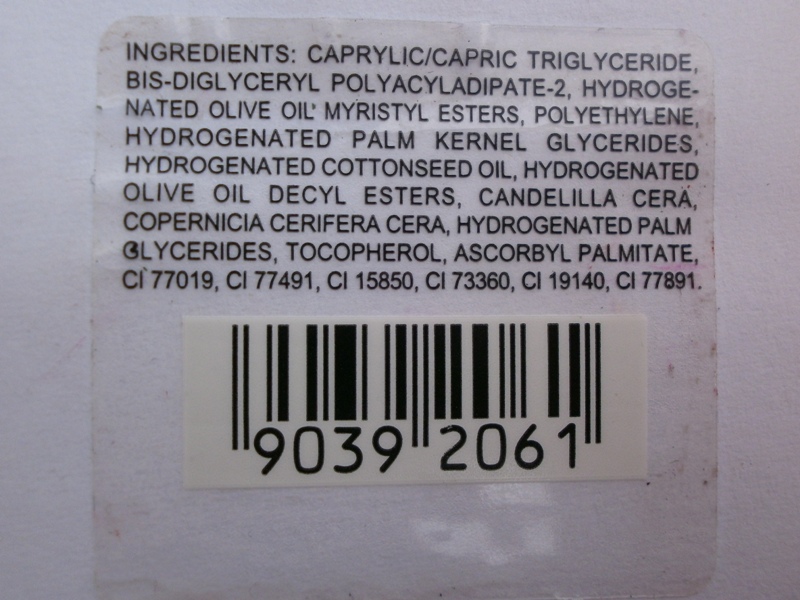 INGREDIENTS: CAPRYLIC/CAPRIC TRIGLYCERIDE,
BIS-DIGLYCERYL POLYACYLADIPATE-2, HYDROGE-
NATED OLIVE OIL' MYRISTYL ESTERS, POLYETHYLENE,
HYDROGENATED PALM KERNEL GLYCERIDES,
HYDROGENATED COTTONSEED OIL, HYDROGENATED
OLIVE OIL DECYL ESTERS, CANDELILLA CERA,
COPERNICIA CERIFERA CERA, HYDROGENATED PALM
GLYCERIDES, TOCOPHEROL, ASCORBYL PALMITATE,
CI 77019, CI 77491, CI 15850, CI 73360, CI 19140, CI 77891.
9039 2061